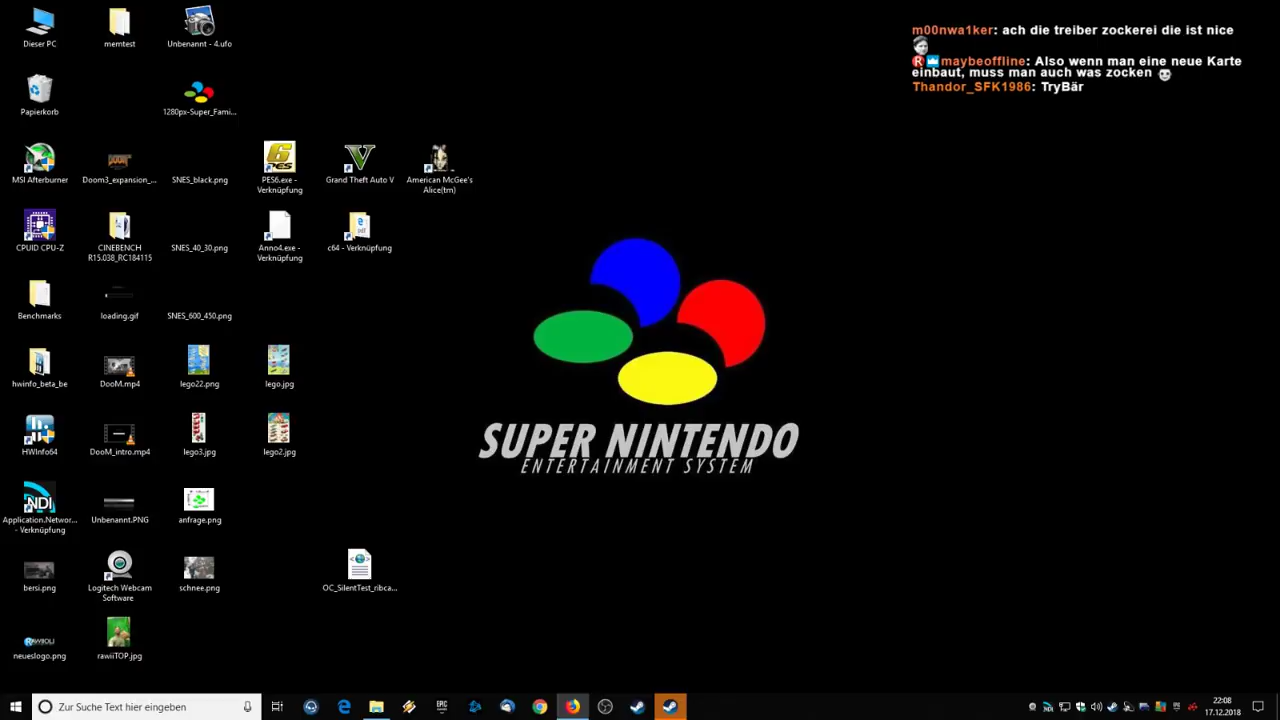 m00nwa1ker: ach die treiber zockerei die ist nice
maybeoffline: Also wenn man eine neue Karte
einbaut, muss man auch was zocken
Thandor_SFK1986: TryBär
Dieser PC
memtest
Unbenannt - 4.ufo
Papierkorb
1280px-Super_Fami...
MSI Afterburner
Doom3_expansion_...
SNES_black.png
PES6.exe -
Verknüpfung
Grand Theft Auto V
American McGee's
Alice(tm)
CPUID CPU-Z
CINEBENCH
R15.038_RC184115
SNES_40_30.png
Anno4.exe -
Verknüpfung
c64 - Verknüpfung
Benchmarks
loading.gif
SNES_600_450.png
hwinfo_beta_be
DooM.mp4
lego22.png
lego.jpg
HWInfo64
DooM_intro.mp4
lego3.jpg
lego2.jpg
NDI
Application.Networ...
- Verknüpfung
Unbenannt.PNG
anfrage.png
bersi.png
Logitech Webcam
Software
schnee.png
OC_SilentTest_ribca...
neueslogo.png
rawiiTOP.jpg
SUPER NINTENDO
ENTERTAINMENT SYSTEM
Zur Suche Text hier eingeben
EPIC
22:08
17.12.2018